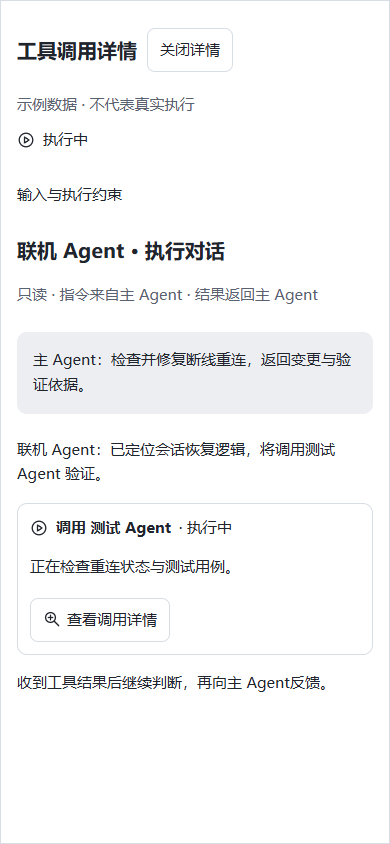 工具调用详情
关闭详情
示例数据 · 不代表真实执行
执行中
输入与执行约束
联机 Agent · 执行对话
只读 · 指令来自主 Agent · 结果返回主 Agent
主 Agent：检查并修复断线重连，返回变更与验
证依据。
联机 Agent：已定位会话恢复逻辑，将调用测试
Agent 验证。
调用 测试 Agent · 执行中
正在检查重连状态与测试用例。
查看调用详情
收到工具结果后继续判断，再向主 Agent反馈。